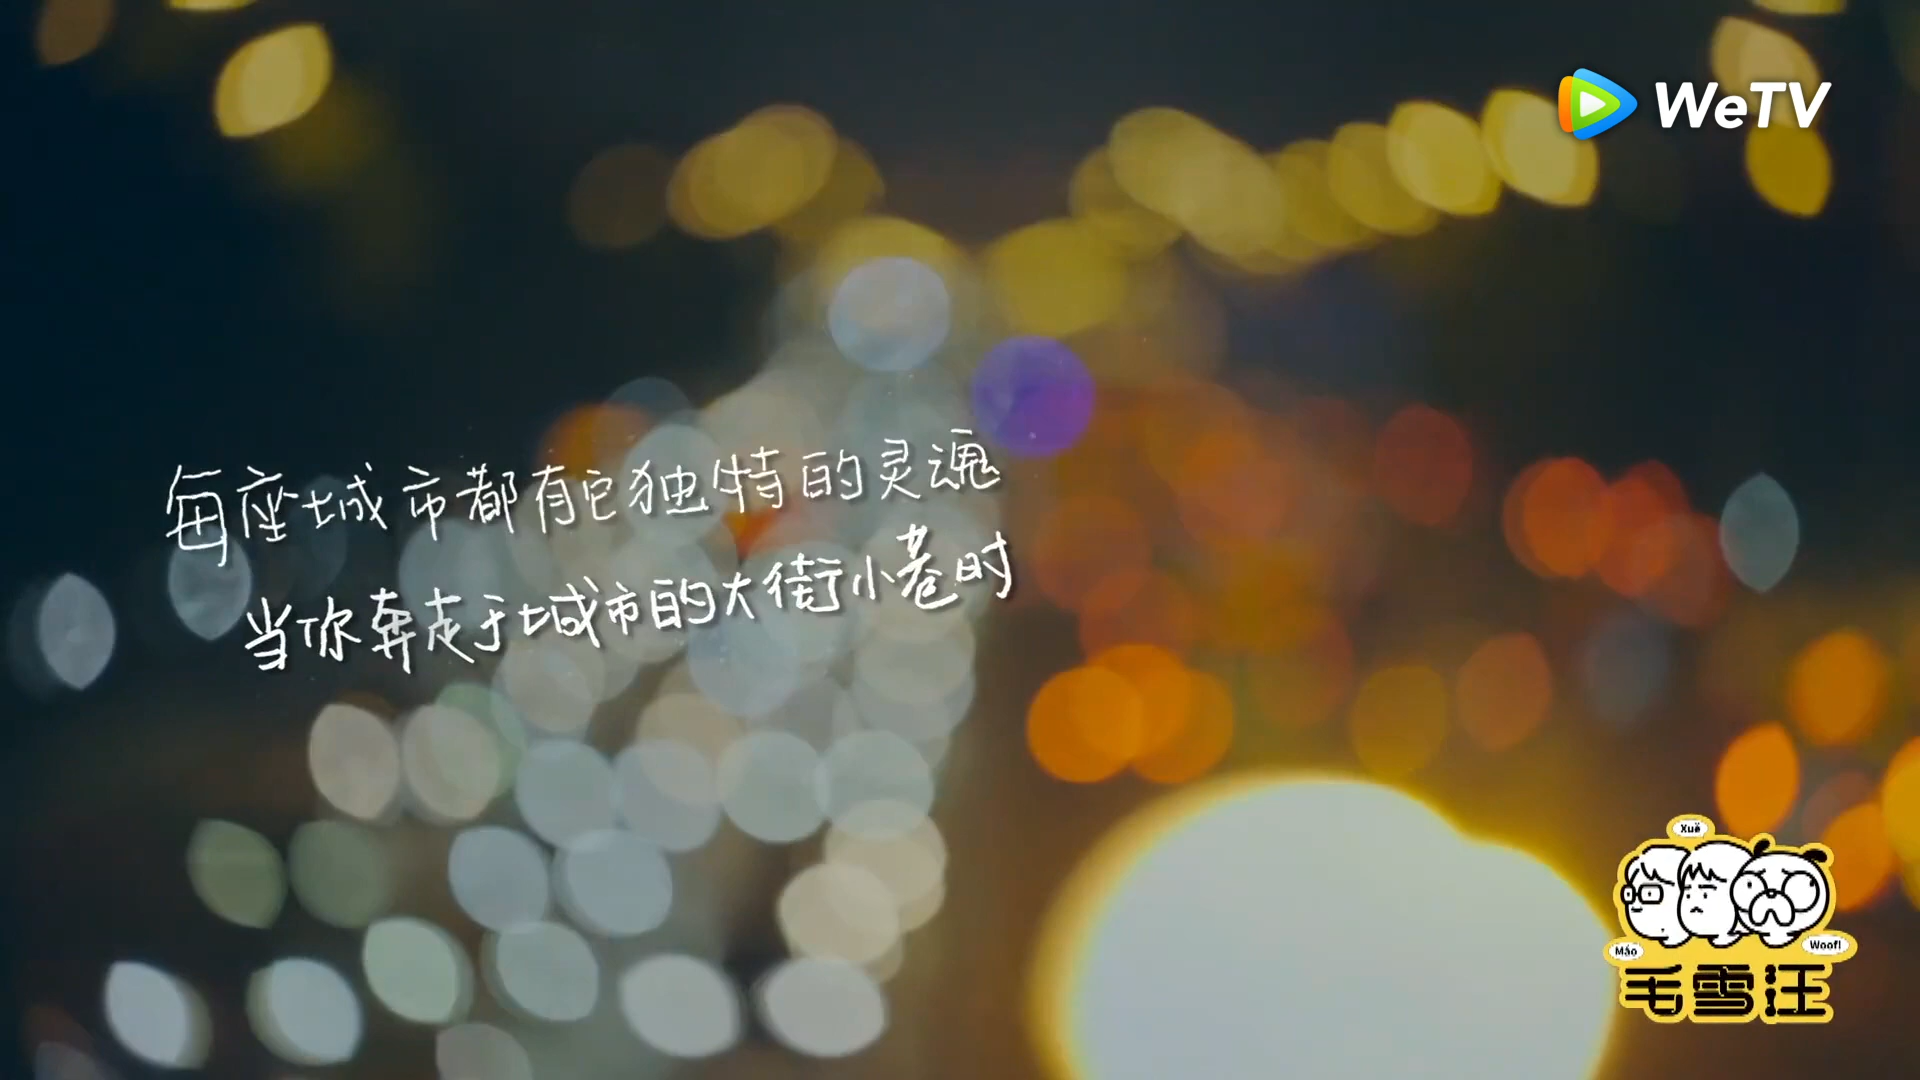 WeTV
每座城市都有它独特的灵魂
当你奔走于城市的大街小巷时
Xuě
Máo
Woof!
毛雪汪